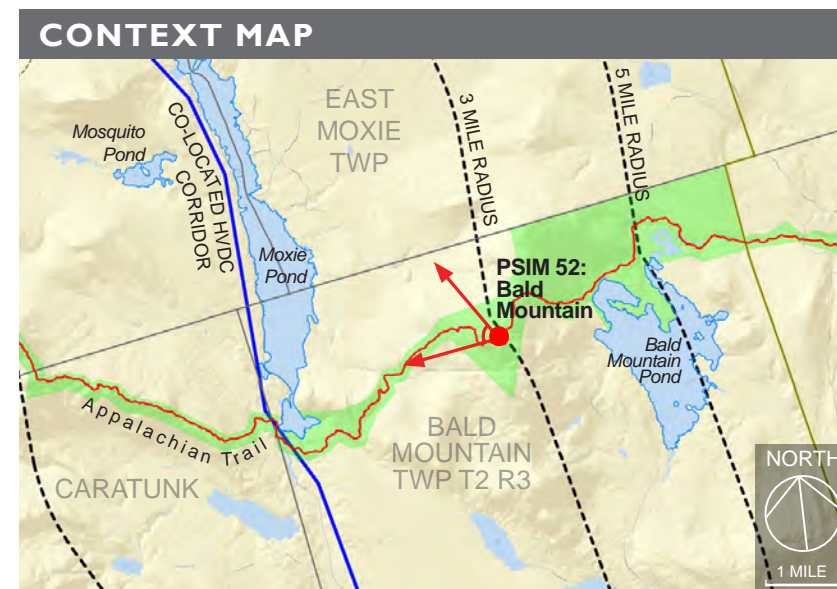 CONTEXT MAP
EAST
MOXIE
TWP
Mosquito
Pond
CO-LOCATED HVDC
CORRIDOR
3 MILE RADIUS
5 MILE RADIUS
Moxie
Pond
PSIM 52:
Bald
Mountain
Bald
Mountain
Pond
Appalachian Trail
BALD
MOUNTAIN
TWP T2 R3
CARATUNK
NORTH
1 MILE